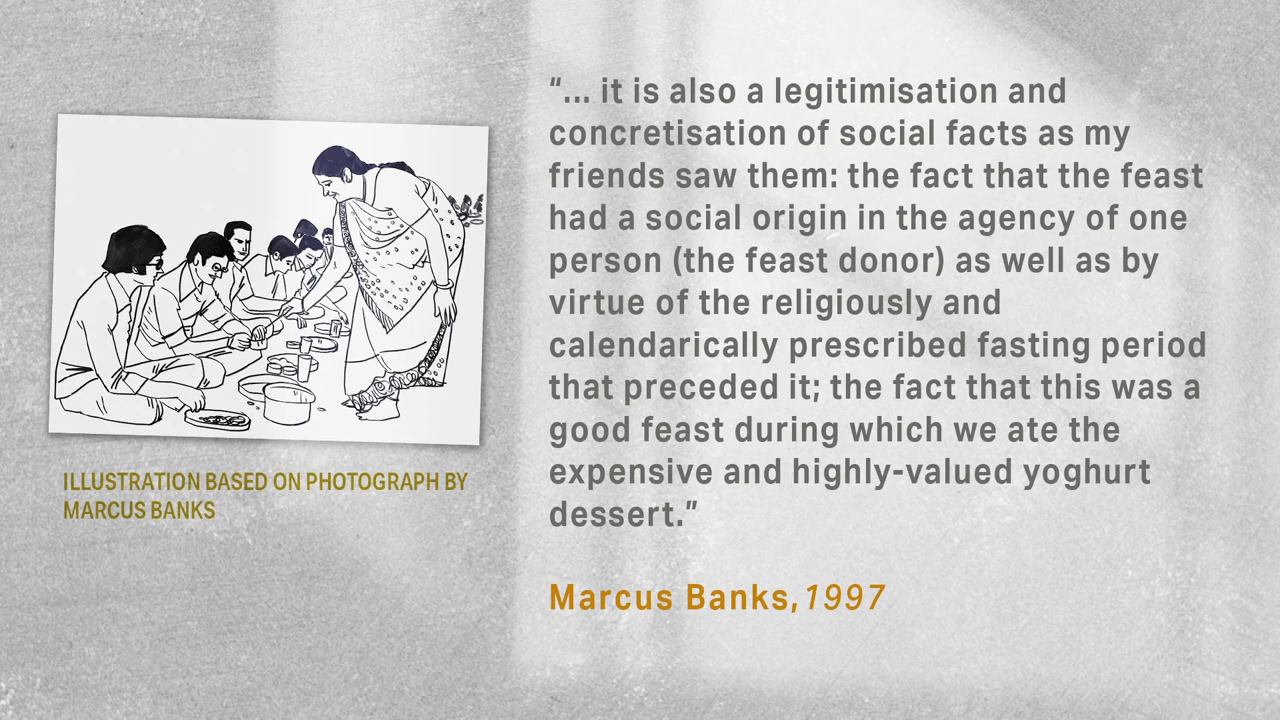 ILLUSTRATION BASED ON PHOTOGRAPH BY
MARCUS BANKS
“... it is also a legitimisation and
concretisation of social facts as my
friends saw them: the fact that the feast
had a social origin in the agency of one
person (the feast donor) as well as by
virtue of the religiously and
calendarically prescribed fasting period
that preceded it; the fact that this was a
good feast during which we ate the
expensive and highly-valued yoghurt
dessert.”
Marcus Banks, 1997